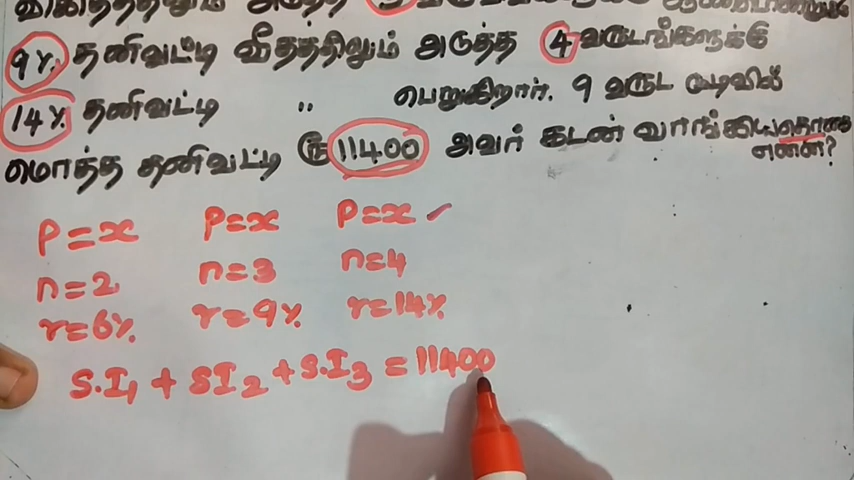 9% தனிவட்டி வீதத்திலும் அடுத்த 4 வருடங்களுக்கு
14% தனிவட்டி " பெறுகிறார். 9 வருட முடிவில்
மொத்த தனிவட்டி ரூ 11400 அவர் கடன் வாங்கிய தொகை
என்ன?
P=x P=x P=x ✓
n=2 n=3 n=4
r=6% r=9% r=14%
S.I₁ + SI₂ + S.I₃ = 11400